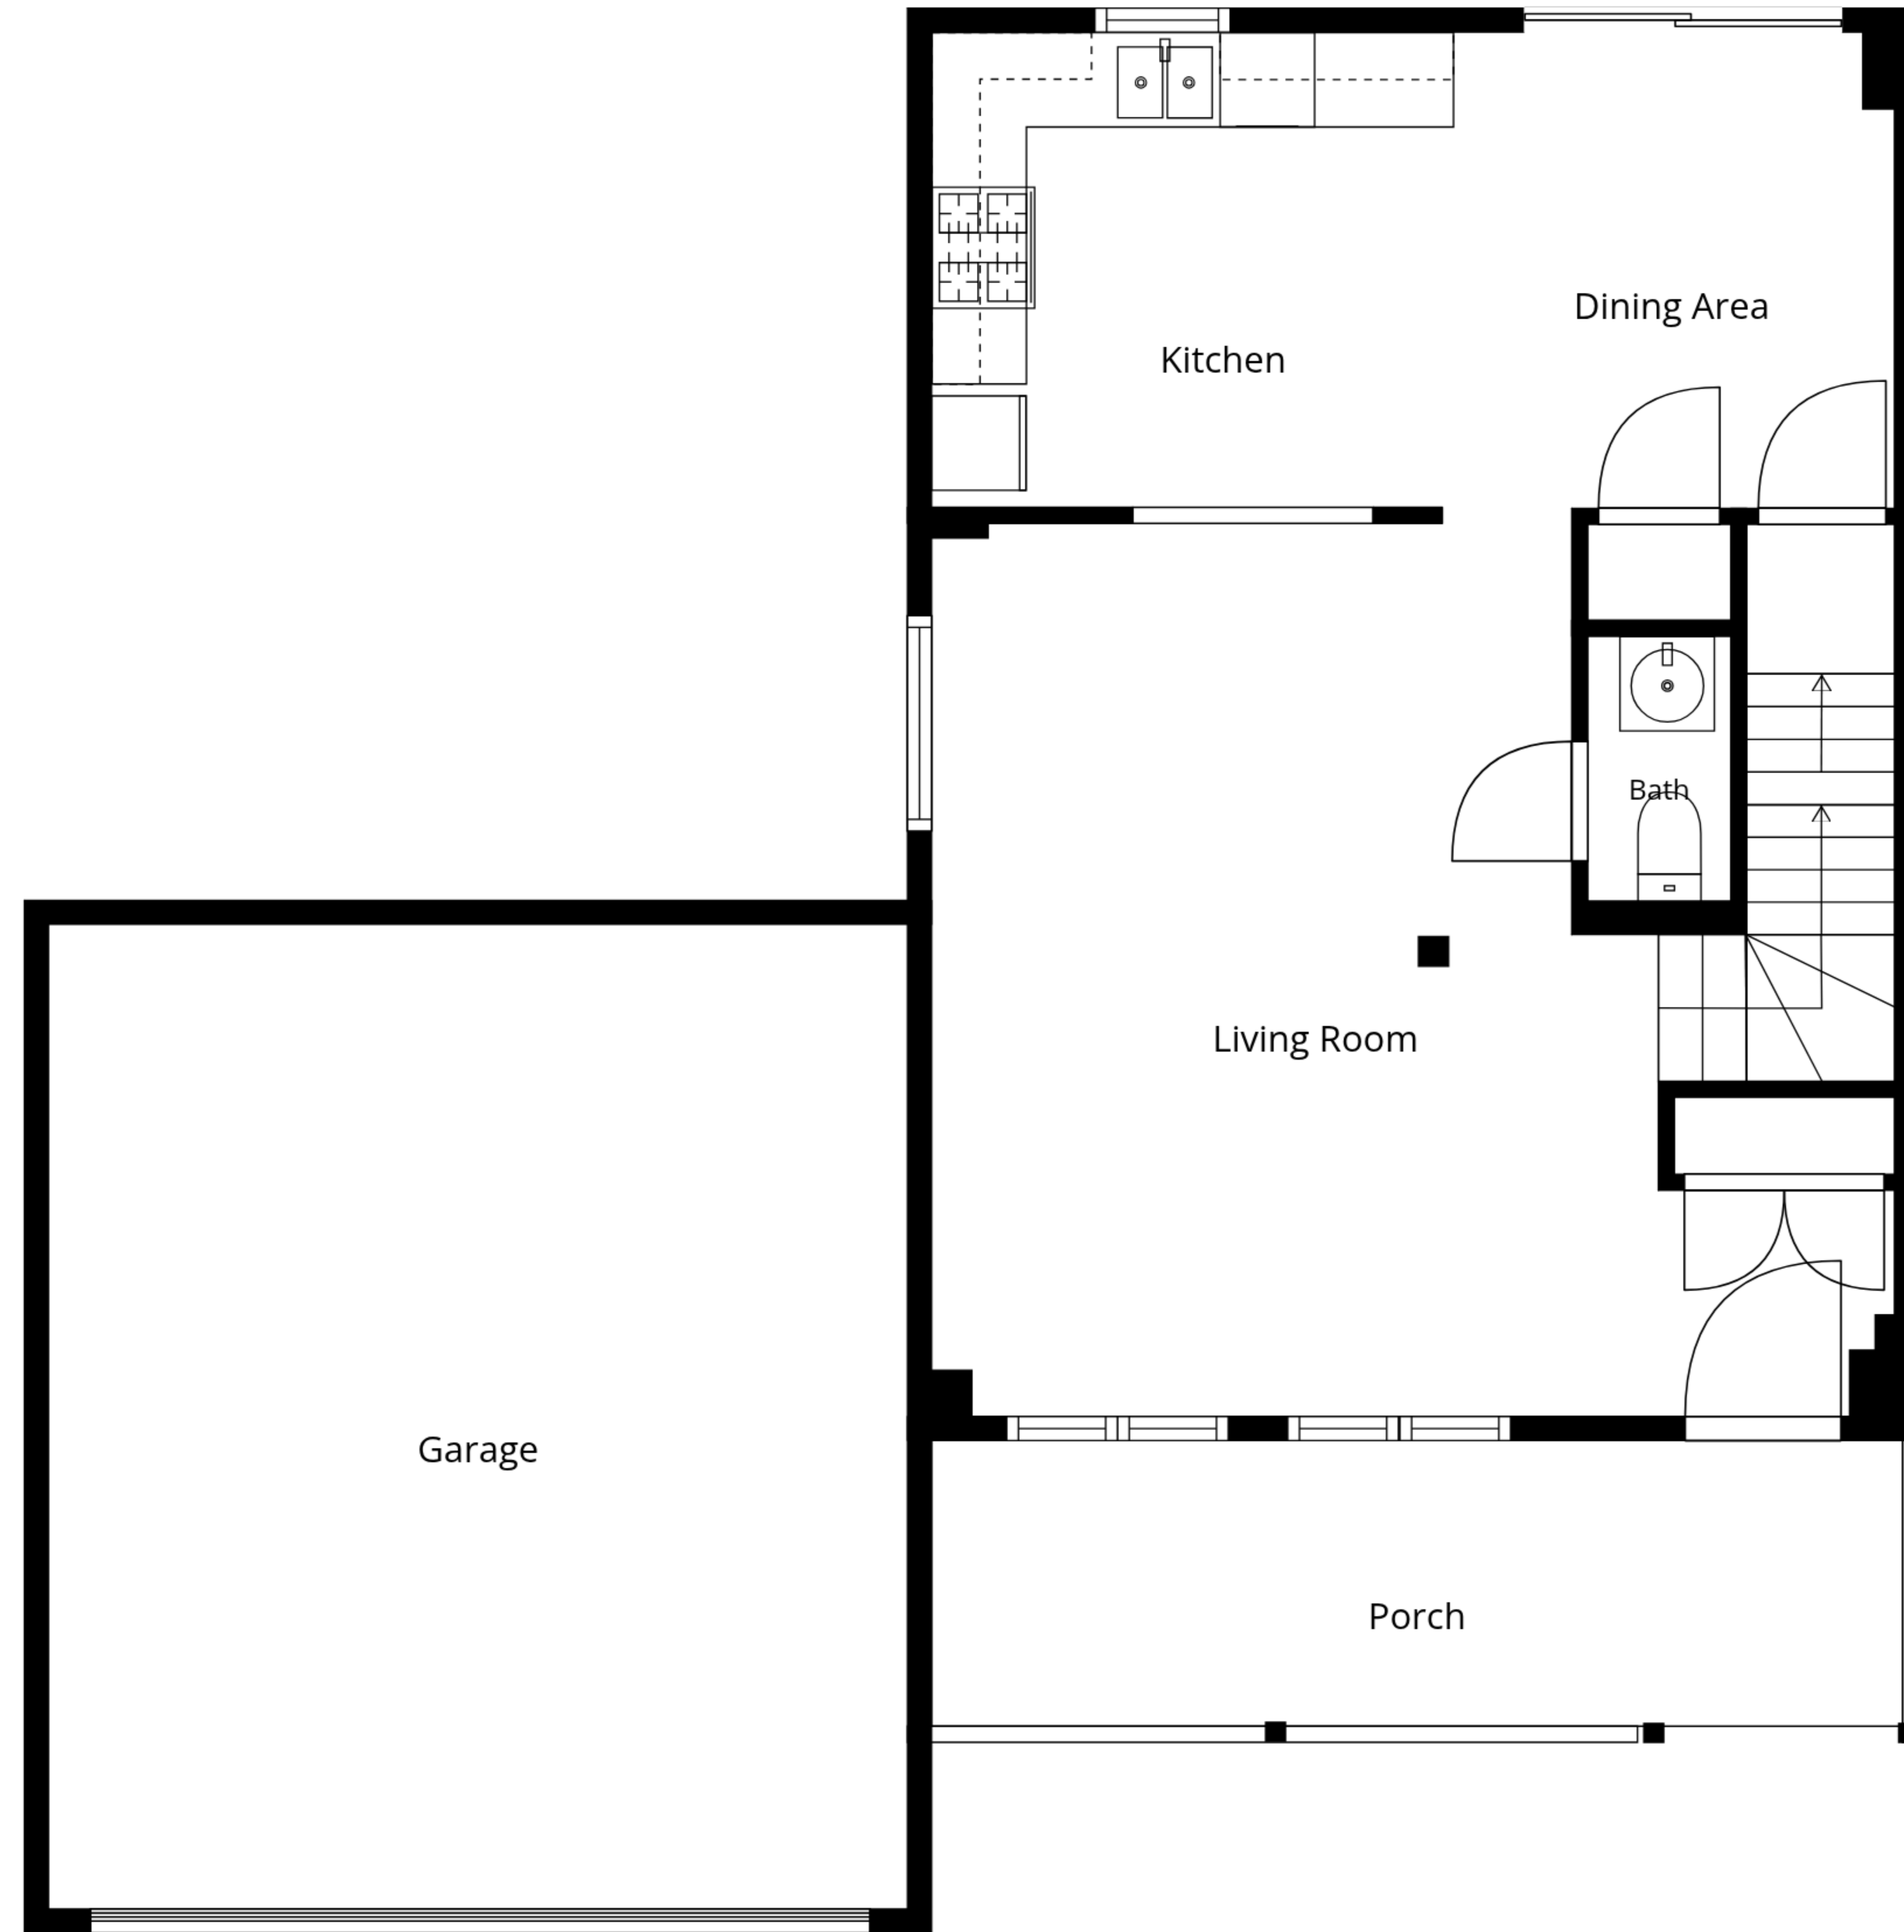 Dining Area
Kitchen
Bath
Living Room
Garage
Porch